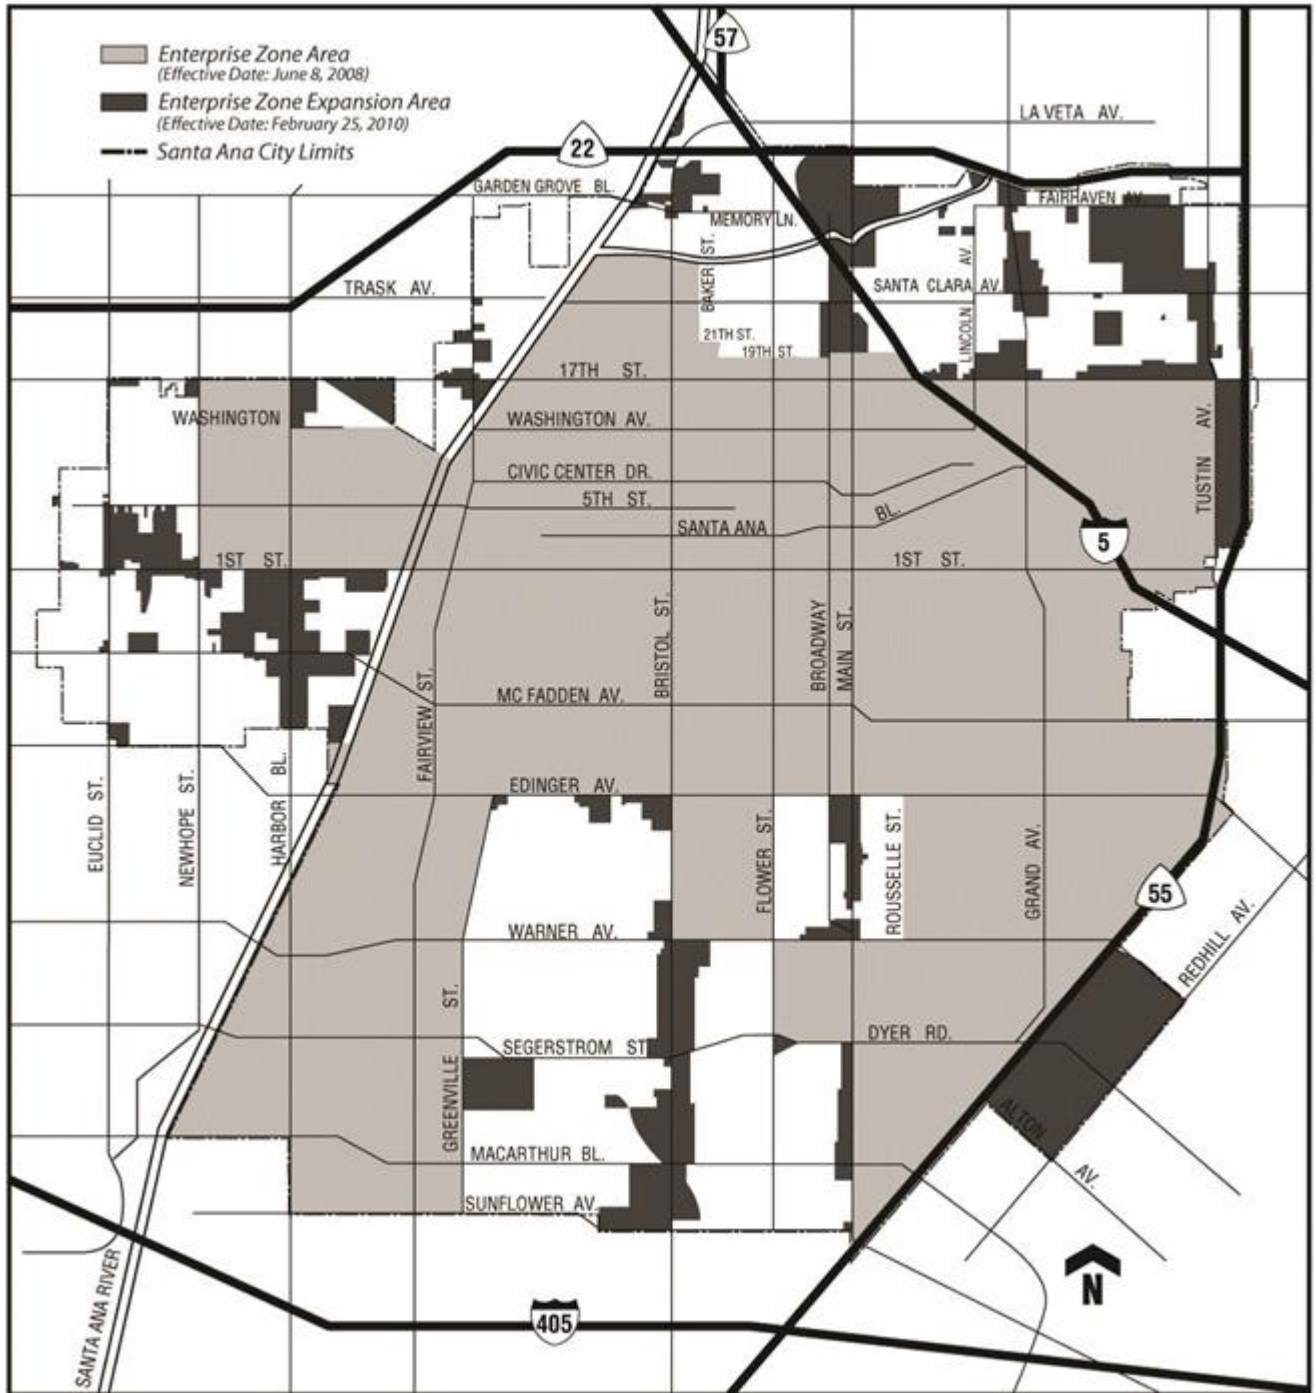 Enterprise Zone Area
(Effective Date: June 8, 2008)
Enterprise Zone Expansion Area
(Effective Date: February 25, 2010)
Santa Ana City Limits
57
LA VETA AV.
22
GARDEN GROVE BL.
FAIRHAVEN AV.
MEMORY LN.
BAKER ST.
TRASK AV.
SANTA CLARA AV.
LINCOLN AV.
21TH ST.
19TH ST.
17TH ST.
WASHINGTON
WASHINGTON AV.
TUSTIN AV.
CIVIC CENTER DR.
5TH ST.
SANTA ANA BL.
5
1ST ST.
1ST ST.
BRISTOL ST.
BROADWAY
MAIN ST.
FAIRVIEW ST.
MC FADDEN AV.
EUCLID ST.
NEWHOPE ST.
HARBOR BL.
EDINGER AV.
FLOWER ST.
ROUSSELLE ST.
GRAND AV.
55
WARNER AV.
REDHILL AV.
GREENVILLE ST.
SEGERSTROM ST
DYER RD.
ALTON AV.
MACARTHUR BL.
SUNFLOWER AV.
SANTA ANA RIVER
405
N